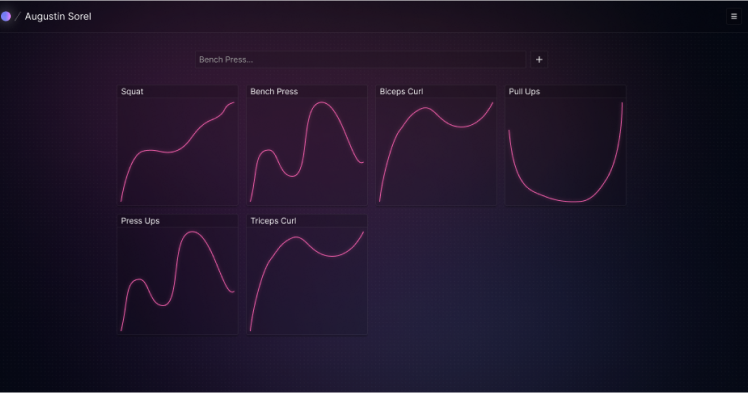 / Augustin Sorel
Bench Press...
+
Squat
Bench Press
Biceps Curl
Pull Ups
Press Ups
Triceps Curl